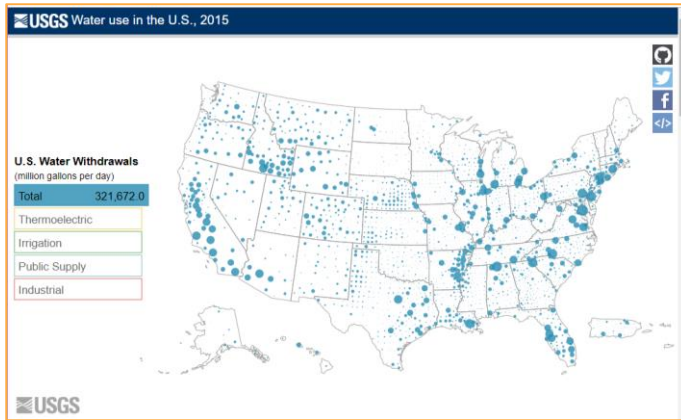 USGS Water use in the U.S., 2015
U.S. Water Withdrawals
(million gallons per day)
Total 321,672.0
Thermoelectric
Irrigation
Public Supply
Industrial
f
</>
USGS